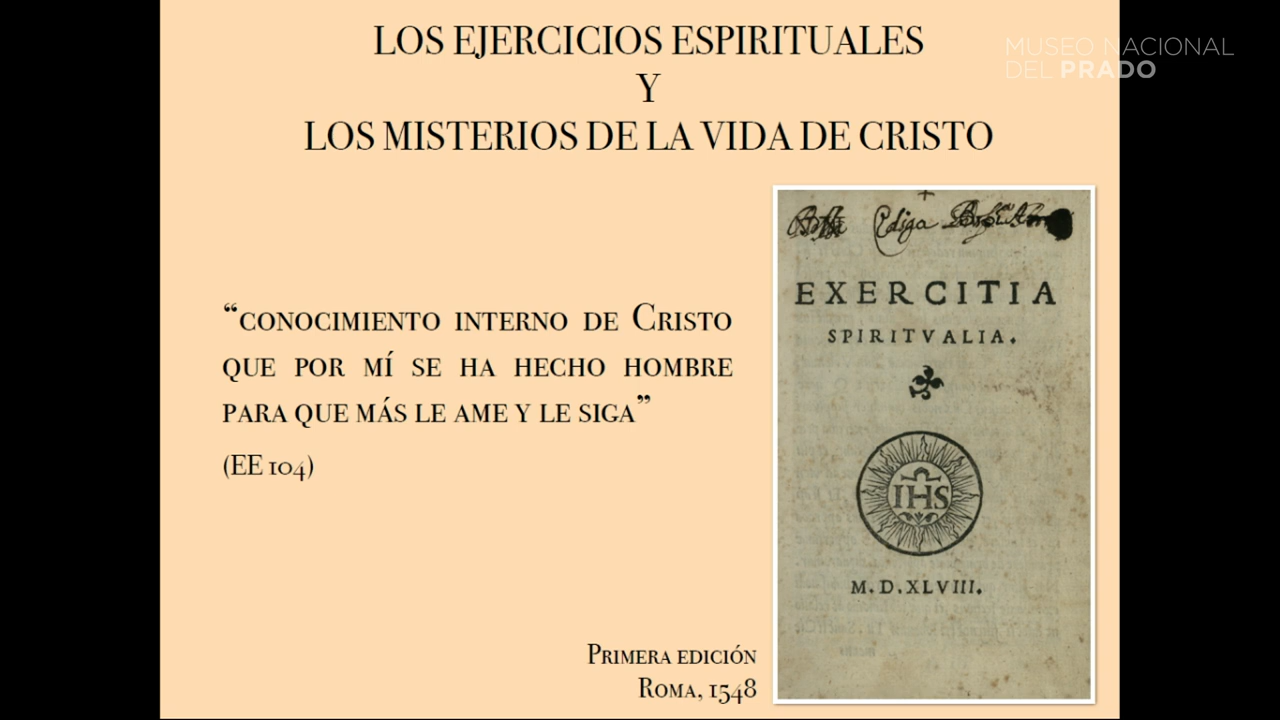 LOS EJERCICIOS ESPIRITUALES
Y
LOS MISTERIOS DE LA VIDA DE CRISTO
MUSEO NACIONAL
DEL PRADO
“CONOCIMIENTO INTERNO DE CRISTO
QUE POR MÍ SE HA HECHO HOMBRE
PARA QUE MÁS LE AME Y LE SIGA”
(EE 104)
EXERCITIA
SPIRITVALIA.
IHS
M.D.XLVIII.
PRIMERA EDICIÓN
ROMA, 1548